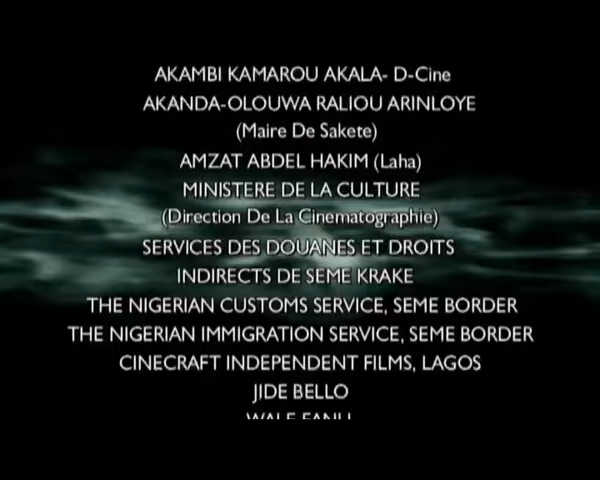 AKAMBI KAMAROU AKALA- D-Cine
AKANDA-OLOUWA RALIOU ARINLOYE
(Maire De Sakete)
AMZAT ABDEL HAKIM (Laha)
MINISTERE DE LA CULTURE
(Direction De La Cinematographie)
SERVICES DES DOUANES ET DROITS
INDIRECTS DE SEME KRAKE
THE NIGERIAN CUSTOMS SERVICE, SEME BORDER
THE NIGERIAN IMMIGRATION SERVICE, SEME BORDER
CINECRAFT INDEPENDENT FILMS, LAGOS
JIDE BELLO